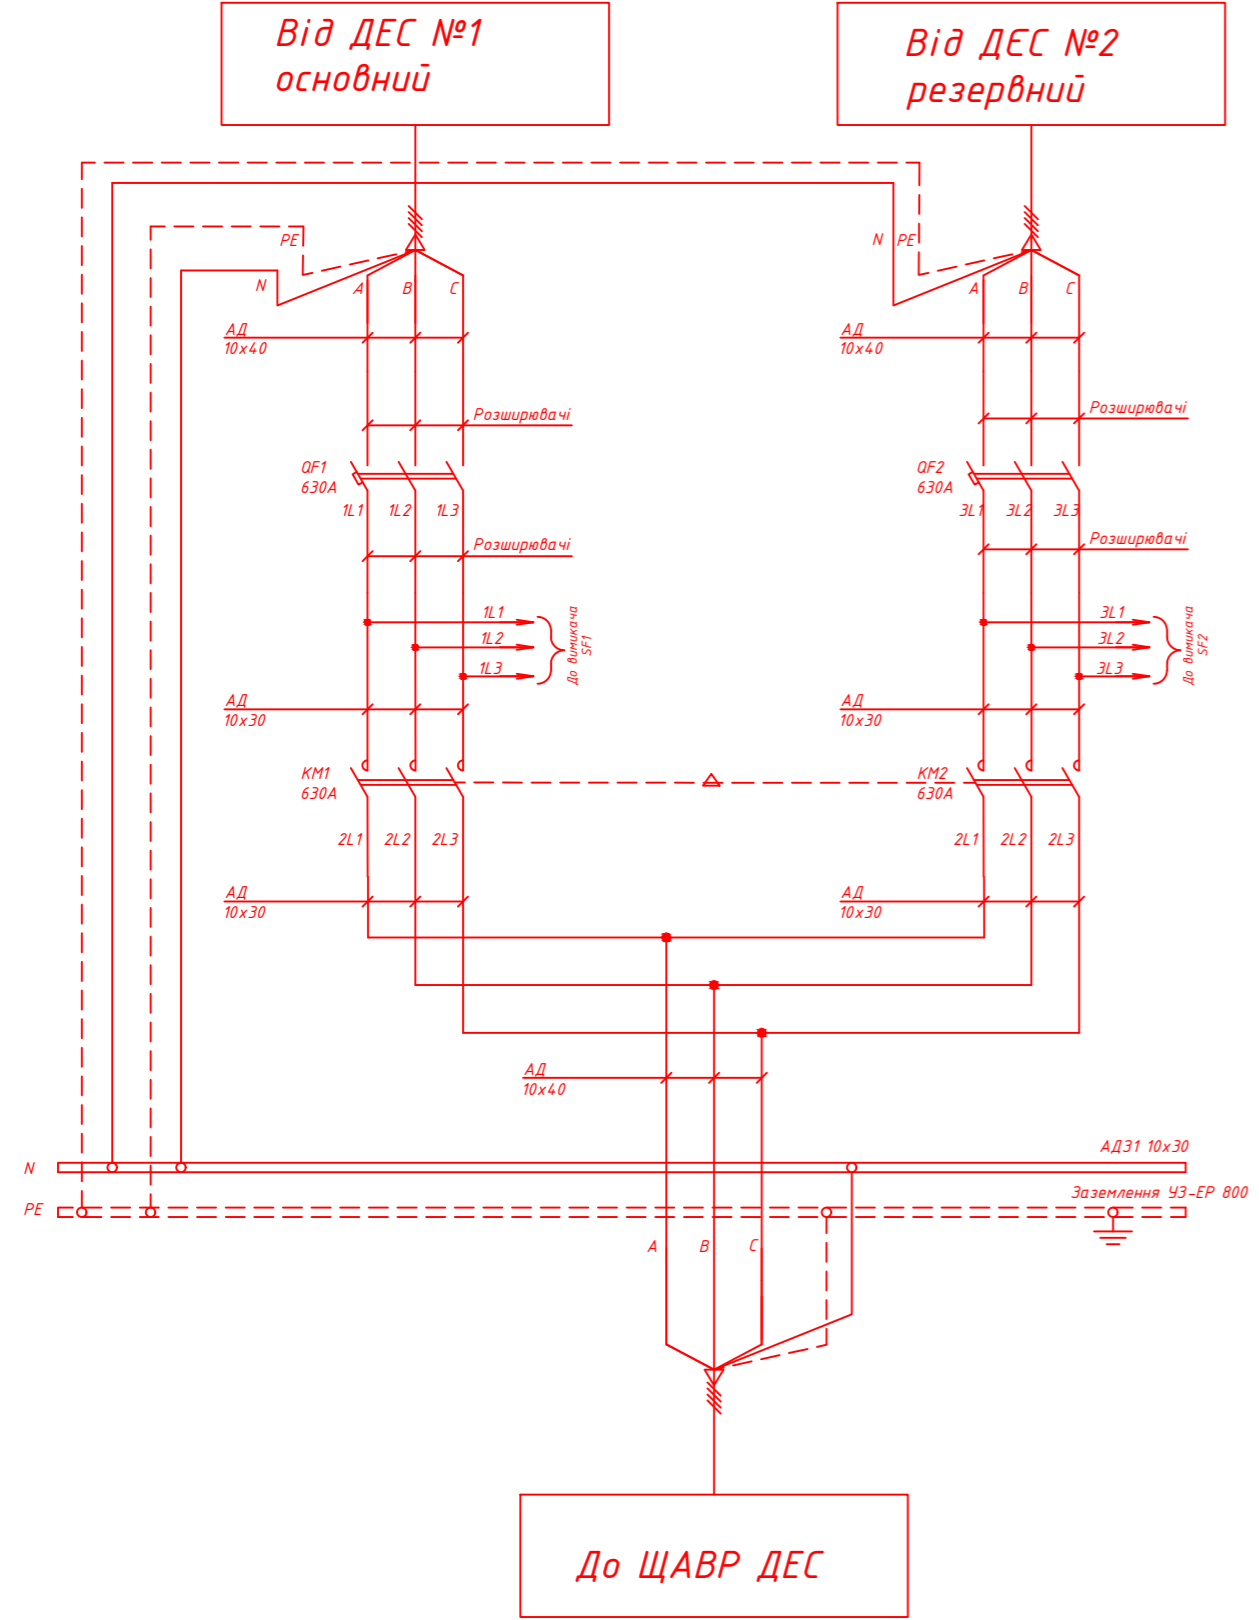 Від ДЕС №1
основний
Від ДЕС №2
резервний
PE
N
A
B
C
N
PE
A
B
C
АД
10x40
АД
10x40
Розширювачі
Розширювачі
QF1
630A
QF2
630A
1L1
1L2
1L3
3L1
3L2
3L3
Розширювачі
Розширювачі
1L1
1L2
1L3
До вимикача
SF1
3L1
3L2
3L3
До вимикача
SF2
АД
10x30
АД
10x30
KM1
630A
KM2
630A
2L1
2L2
2L3
2L1
2L2
2L3
АД
10x30
АД
10x30
АД
10x40
N
АД31 10x30
PE
Заземлення УЗ-ЕР 800
A
B
C
До ЩАВР ДЕС